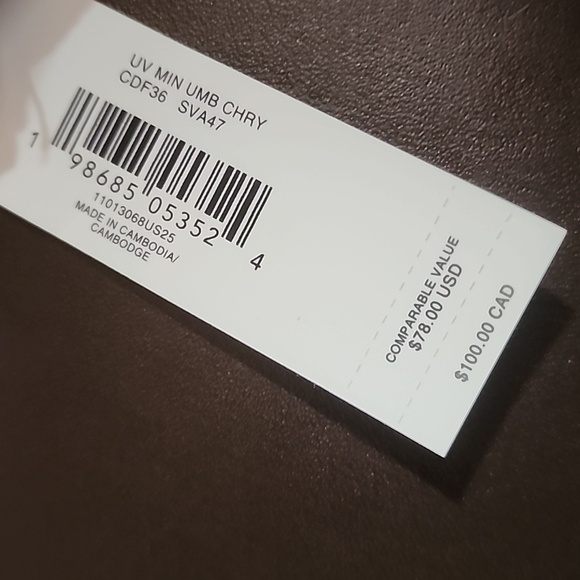 UV MIN UMB CHRY
CDF36 SVA47
1 98685 05352 4
11013068US25
MADE IN CAMBODIA/
CAMBODGE
COMPARABLE VALUE
$78.00 USD
$100.00 CAD